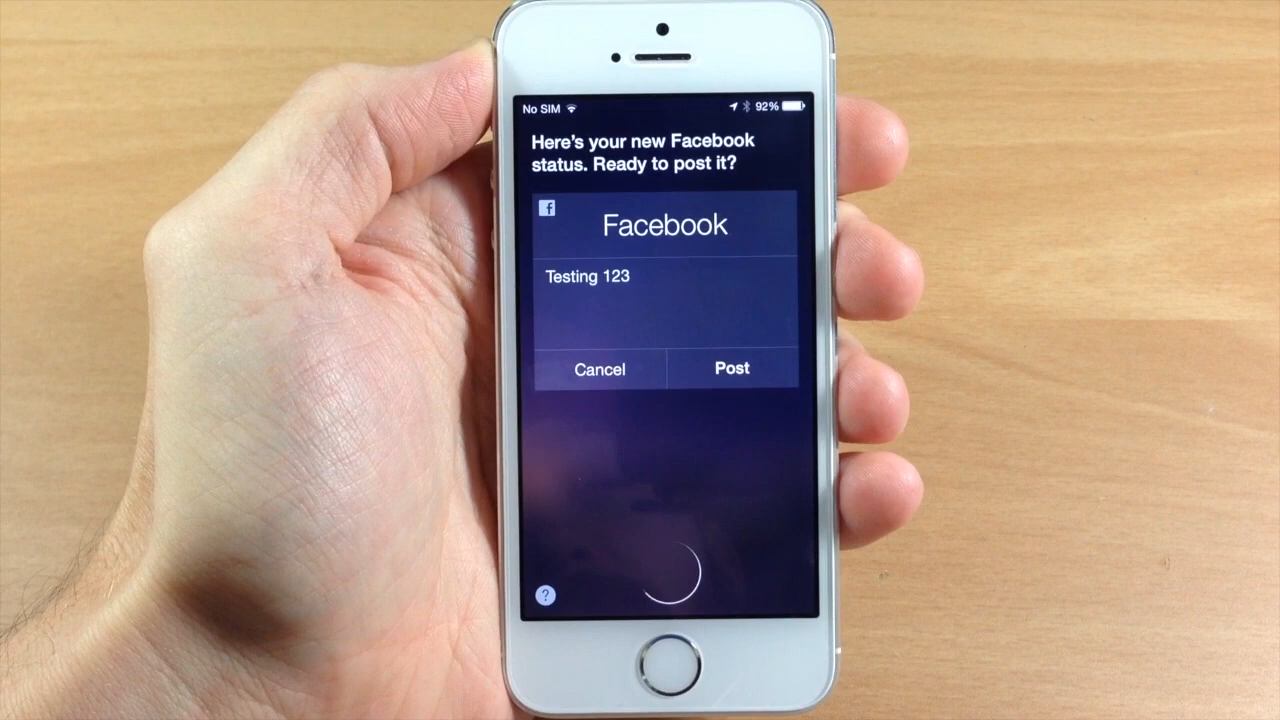 No SIM 92%
Here's your new Facebook
status. Ready to post it?
f
Facebook
Testing 123
Cancel Post
?